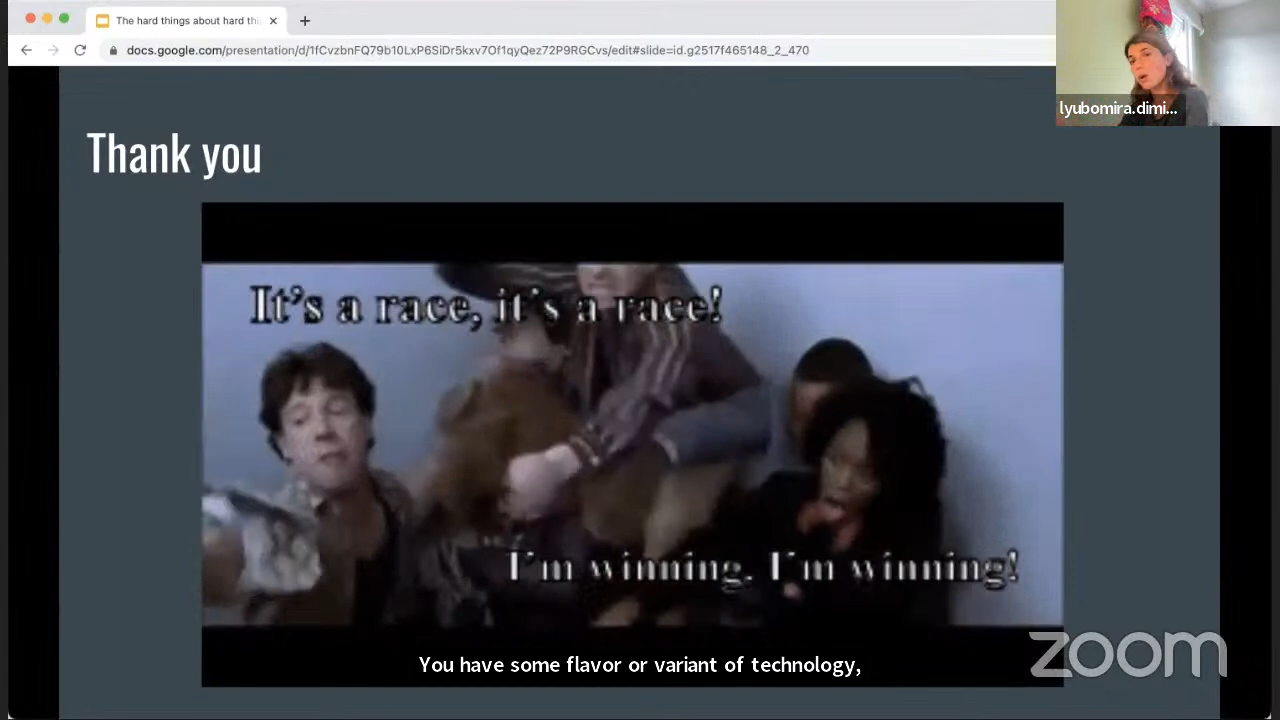 The hard things about hard thi
docs.google.com/presentation/d/1fCvzbnFQ79b10LxP6SiDr5kxv7Of1qyQez72P9RGCvs/edit#slide=id.g2517f465148_2_470
lyubomira.dimi...
Thank you
It's a race, it's a race!
I'm winning, I'm winning!
You have some flavor or variant of technology,
zoom